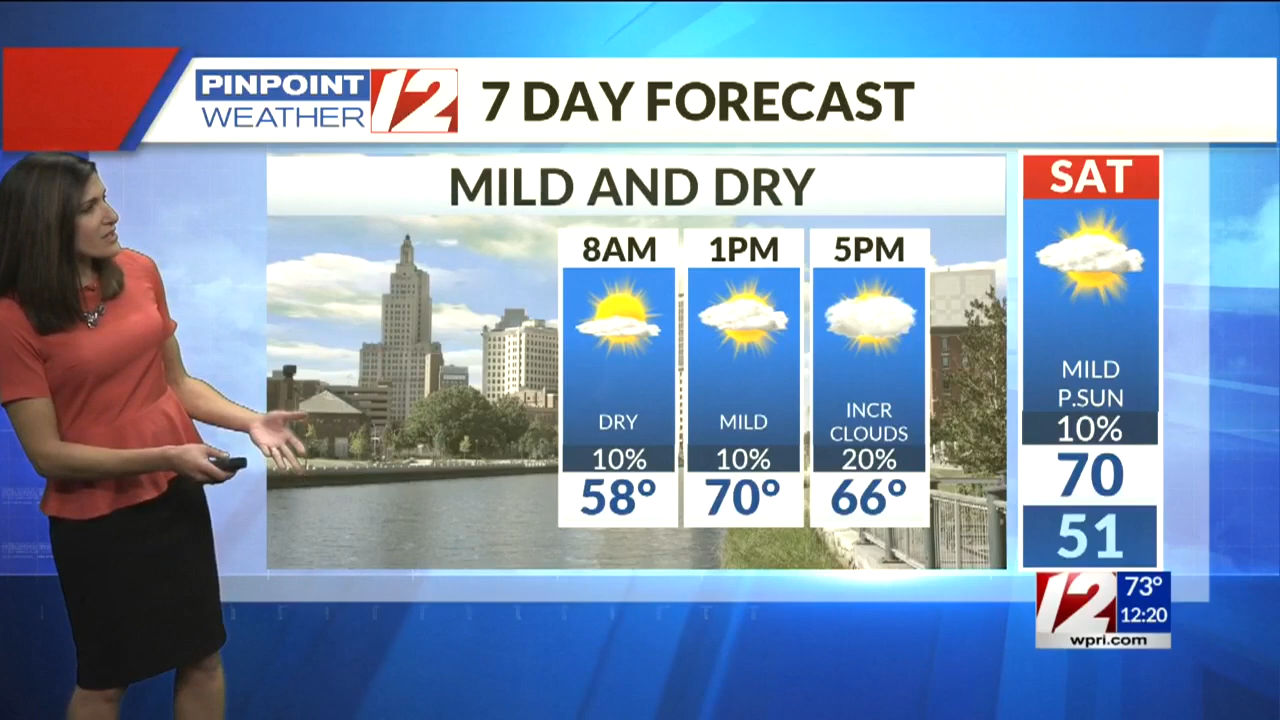 PINPOINT
WEATHER 12
7 DAY FORECAST
MILD AND DRY
8AM
DRY
10%
58°
1PM
MILD
10%
70°
5PM
INCR
CLOUDS
20%
66°
SAT
MILD
P.SUN
10%
70
51
12
73°
12:20
wpri.com